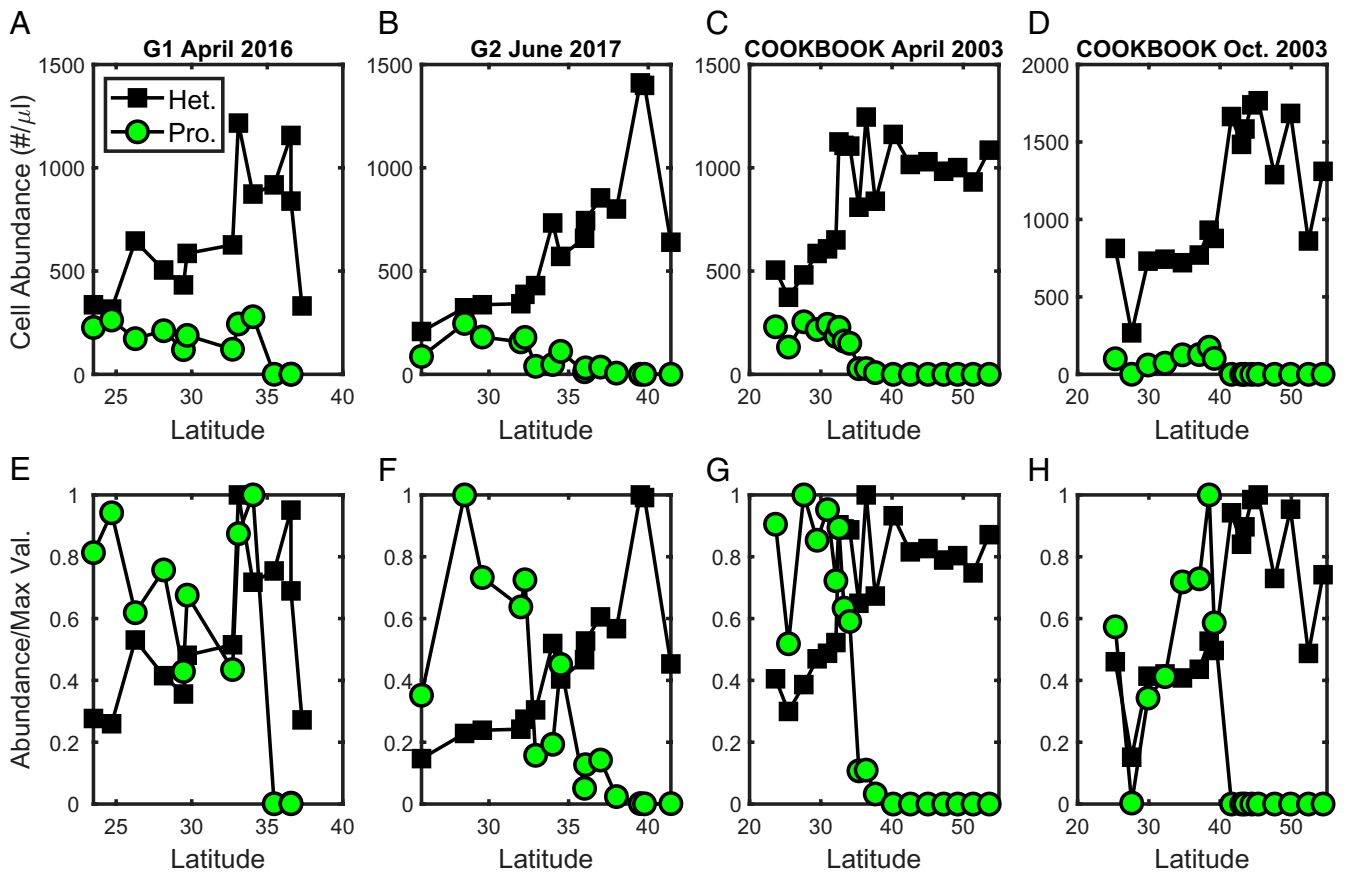 A
B
C
D
G1 April 2016
G2 June 2017
COOKBOOK April 2003
COOKBOOK Oct. 2003
Cell Abundance (#/μl)
1500
1000
500
0
Het.
Pro.
25
30
35
40
Latitude
1500
1000
500
0
30
35
40
Latitude
1500
1000
500
0
20
30
40
50
Latitude
2000
1500
1000
500
0
20
30
40
50
Latitude
E
F
G
H
Abundance/Max Val.
1
0.8
0.6
0.4
0.2
0
25
30
35
40
Latitude
1
0.8
0.6
0.4
0.2
0
30
35
40
Latitude
1
0.8
0.6
0.4
0.2
0
20
30
40
50
Latitude
1
0.8
0.6
0.4
0.2
0
20
30
40
50
Latitude